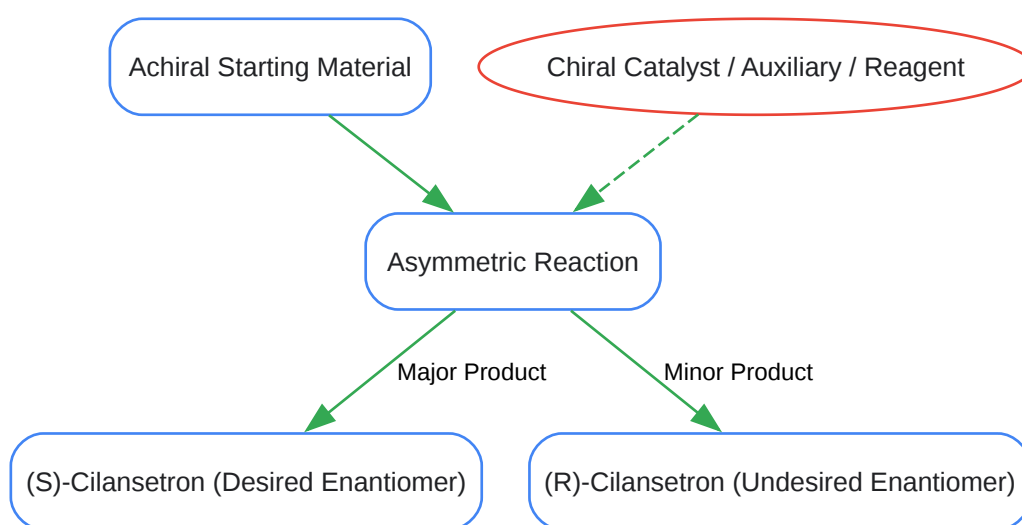 Achiral Starting Material
Chiral Catalyst / Auxiliary / Reagent
Asymmetric Reaction
Major Product
Minor Product
(S)-Cilansetron (Desired Enantiomer)
(R)-Cilansetron (Undesired Enantiomer)